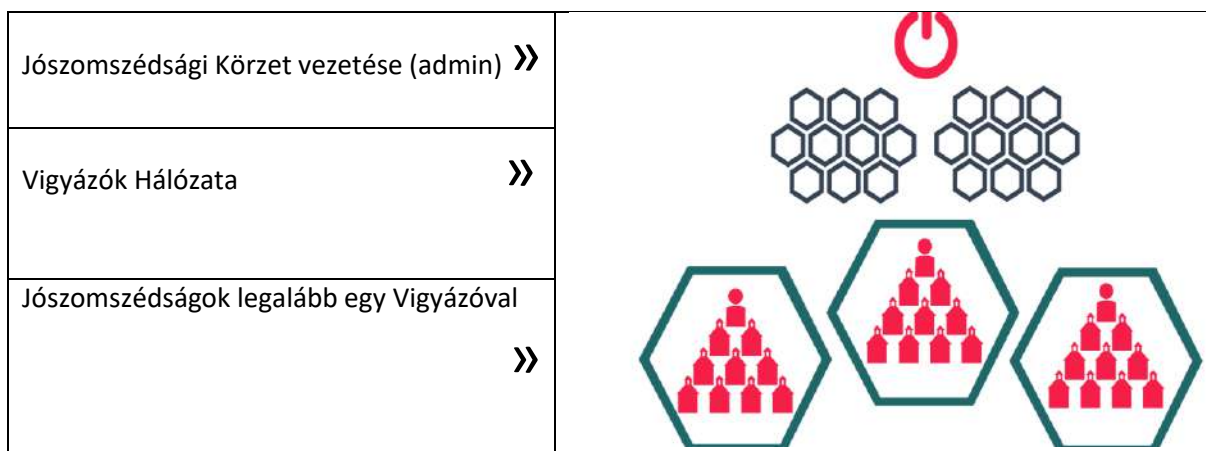 Jószomszédsági Körzet vezetése (admin) »
Vigyázók Hálózata »
Jószomszédságok legalább egy Vigyázóval
»